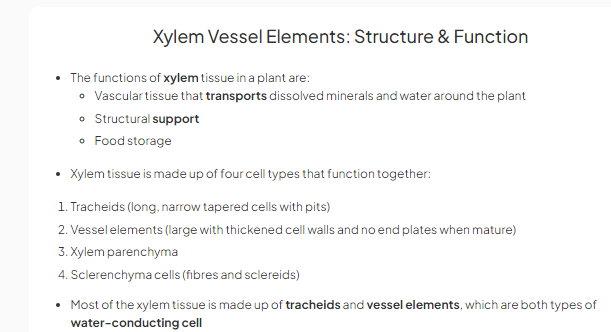 Xylem Vessel Elements: Structure & Function
• The functions of xylem tissue in a plant are:
◦ Vascular tissue that transports dissolved minerals and water around the plant
◦ Structural support
◦ Food storage
• Xylem tissue is made up of four cell types that function together:
1. Tracheids (long, narrow tapered cells with pits)
2. Vessel elements (large with thickened cell walls and no end plates when mature)
3. Xylem parenchyma
4. Sclerenchyma cells (fibres and sclereids)
• Most of the xylem tissue is made up of tracheids and vessel elements, which are both types of
water-conducting cell